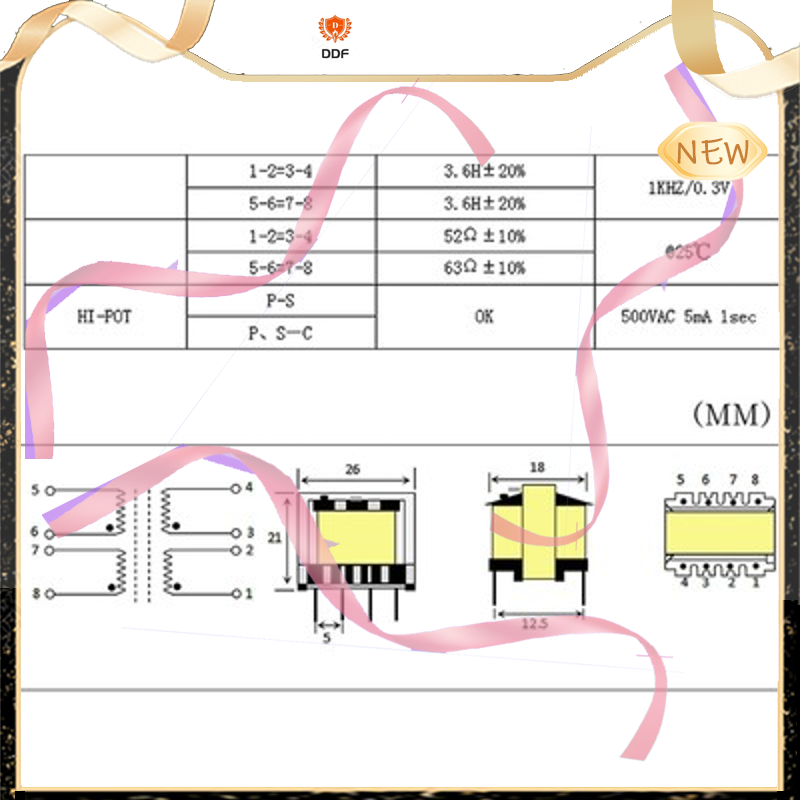 DDF
NEW
1-2=3-4 3.6H±20% 1KHZ/0.3V
5-6=7-8 3.6H±20%
1-2=3-4 52Ω ±10% @25℃
5-6=7-8 63Ω ±10%
HI-POT P-S OK 500VAC 5mA 1sec
P、S—C
(MM)
5 4
6 3
7 2
8 1
26
21
5
18
12.5
5 6 7 8
4 3 2 1